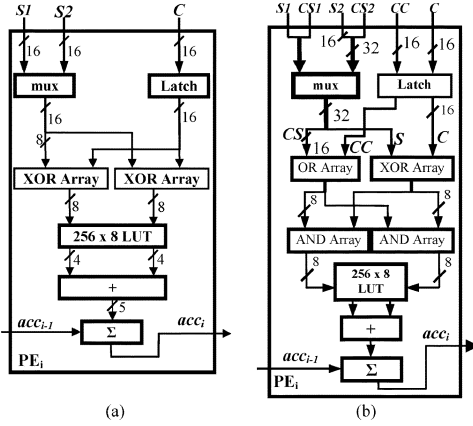 S1 S2 C
16 16 16
mux Latch
16 16
8
XOR Array XOR Array
8 8
256 x 8 LUT
4 4
+
5
acci-1 Σ acci
PEi
(a)
S1 CS1 S2 CS2 CC C
16 32 16 16
mux Latch
32 16
CS 16 CC S C
OR Array XOR Array
8 8
AND Array AND Array
8 8
256 x 8
LUT
+
acci-1 Σ acci
PEi
(b)